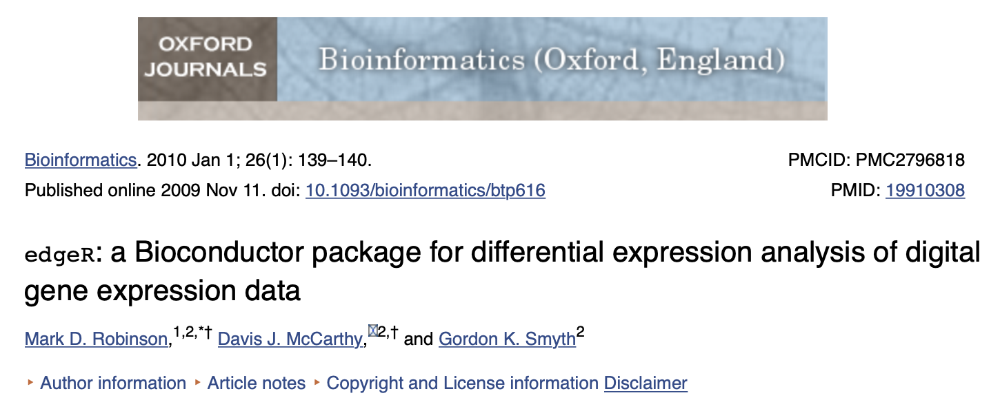 OXFORD
JOURNALS
Bioinformatics (Oxford, England)
Bioinformatics. 2010 Jan 1; 26(1): 139–140.
PMCID: PMC2796818
Published online 2009 Nov 11. doi: 10.1093/bioinformatics/btp616
PMID: 19910308
edgeR: a Bioconductor package for differential expression analysis of digital
gene expression data
Mark D. Robinson,1,2,*† Davis J. McCarthy,2,† and Gordon K. Smyth2
▸ Author information ▸ Article notes ▸ Copyright and License information Disclaimer